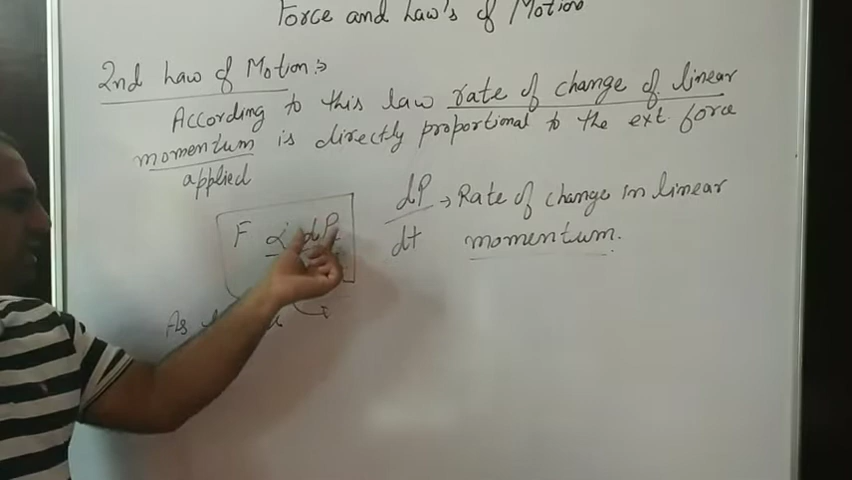 Force and Law's of Motion
2nd Law of Motion:->
According to this law rate of change of linear
momentum is directly proportional to the ext. force
applied
F α dP
dP → Rate of change in linear
dt momentum.
As